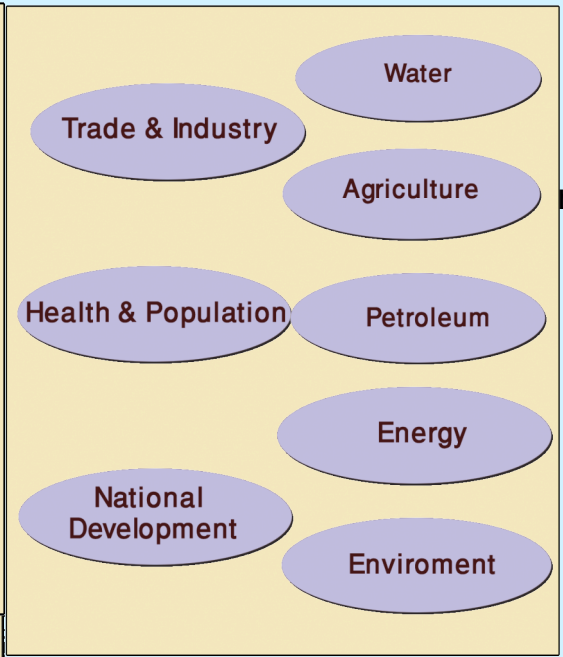 Water
Trade & Industry
Agriculture
Health & Population
Petroleum
Energy
National
Development
Enviroment